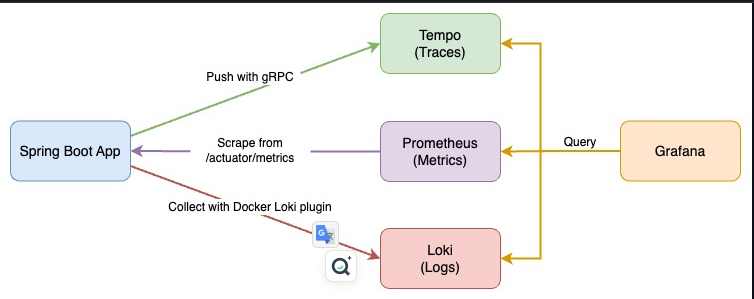 Tempo
(Traces)
Push with gRPC
Spring Boot App
Scrape from
/actuator/metrics
Prometheus
(Metrics)
Query
Grafana
Collect with Docker Loki plugin
Loki
(Logs)